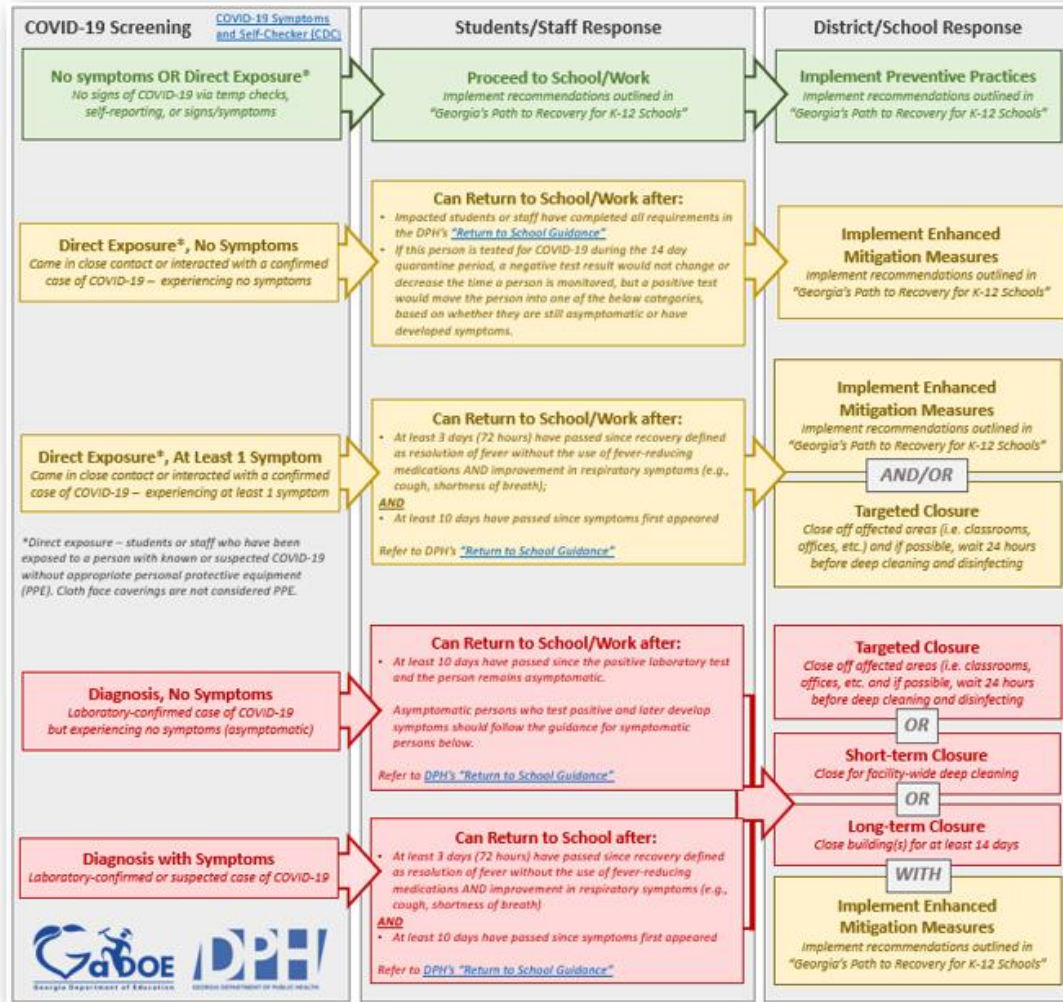 COVID-19 Screening
COVID-19 Symptoms
and Self-Checker (CDC)
Students/Staff Response
District/School Response
No symptoms OR Direct Exposure*
No signs of COVID-19 via temp checks,
self-reporting, or signs/symptoms
Proceed to School/Work
Implement recommendations outlined in
"Georgia's Path to Recovery for K-12 Schools"
Implement Preventive Practices
Implement recommendations outlined in
"Georgia's Path to Recovery for K-12 Schools"
Direct Exposure*, No Symptoms
Came in close contact or interacted with a confirmed
case of COVID-19 – experiencing no symptoms
Can Return to School/Work after:
• Impacted students or staff have completed all requirements in
the DPH's "Return to School Guidance"
• If this person is tested for COVID-19 during the 14 day
quarantine period, a negative test result would not change or
decrease the time a person is monitored, but a positive test
would move the person into one of the below categories,
based on whether they are still asymptomatic or have
developed symptoms.
Implement Enhanced
Mitigation Measures
Implement recommendations outlined in
"Georgia's Path to Recovery for K-12 Schools"
Direct Exposure*, At Least 1 Symptom
Came in close contact or interacted with a confirmed
case of COVID-19 – experiencing at least 1 symptom
Can Return to School/Work after:
• At least 3 days (72 hours) have passed since recovery defined
as resolution of fever without the use of fever-reducing
medications AND improvement in respiratory symptoms (e.g.,
cough, shortness of breath);
AND
• At least 10 days have passed since symptoms first appeared
Refer to DPH's "Return to School Guidance"
Implement Enhanced
Mitigation Measures
Implement recommendations outlined in
"Georgia's Path to Recovery for K-12 Schools"
AND/OR
Targeted Closure
Close off affected areas (i.e. classrooms,
offices, etc.) and if possible, wait 24 hours
before deep cleaning and disinfecting
*Direct exposure – students or staff who have been
exposed to a person with known or suspected COVID-19
without appropriate personal protective equipment
(PPE). Cloth face coverings are not considered PPE.
Diagnosis, No Symptoms
Laboratory-confirmed case of COVID-19
but experiencing no symptoms (asymptomatic)
Can Return to School/Work after:
• At least 10 days have passed since the positive laboratory test
and the person remains asymptomatic.
Asymptomatic persons who test positive and later develop
symptoms should follow the guidance for symptomatic
persons below.
Refer to DPH's "Return to School Guidance"
Targeted Closure
Close off affected areas (i.e. classrooms,
offices, etc. and if possible, wait 24 hours
before deep cleaning and disinfecting
OR
Short-term Closure
Close for facility-wide deep cleaning
OR
Long-term Closure
Close building(s) for at least 14 days
WITH
Implement Enhanced
Mitigation Measures
Implement recommendations outlined in
"Georgia's Path to Recovery for K-12 Schools"
Diagnosis with Symptoms
Laboratory-confirmed or suspected case of COVID-19
Can Return to School after:
• At least 3 days (72 hours) have passed since recovery defined
as resolution of fever without the use of fever-reducing
medications AND improvement in respiratory symptoms (e.g.,
cough, shortness of breath)
AND
• At least 10 days have passed since symptoms first appeared
Refer to DPH's "Return to School Guidance"
GaDOE
Georgia Department of Education
DPH
GEORGIA DEPARTMENT OF PUBLIC HEALTH